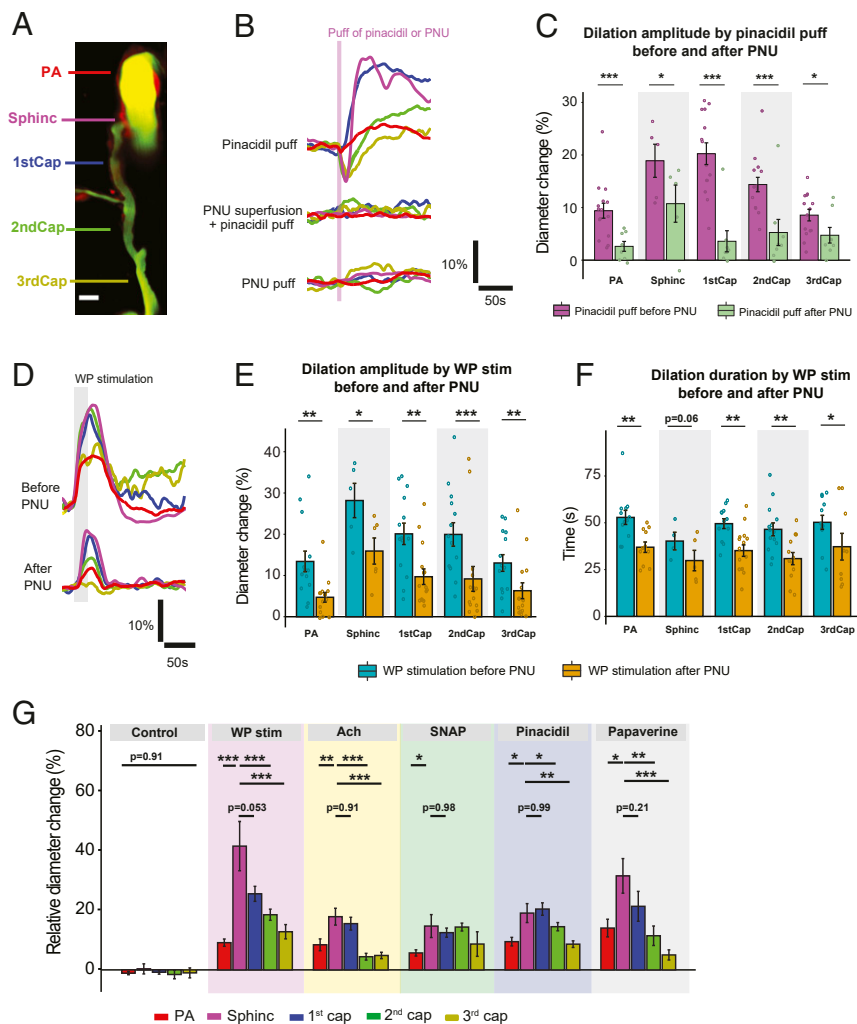 A
PA
Sphinc
1stCap
2ndCap
3rdCap
B
Puff of pinacidil or PNU
Pinacidil puff
PNU superfusion
+ pinacidil puff
PNU puff
10%
50s
C
Dilation amplitude by pinacidil puff
before and after PNU
*** * *** *** *
Diameter change (%)
30
20
10
0
PA Sphinc 1stCap 2ndCap 3rdCap
Pinacidil puff before PNU Pinacidil puff after PNU
D
WP stimulation
Before
PNU
After
PNU
10%
50s
E
Dilation amplitude by WP stim
before and after PNU
** * ** *** **
Diameter change (%)
40
30
20
10
0
PA Sphinc 1stCap 2ndCap 3rdCap
F
Dilation duration by WP stim
before and after PNU
** p=0.06 ** ** *
Time (s)
75
50
25
0
PA Sphinc 1stCap 2ndCap 3rdCap
WP stimulation before PNU WP stimulation after PNU
G
Relative diameter change (%)
80
60
40
20
0
Control WP stim Ach SNAP Pinacidil Papaverine
p=0.91
*** *** ** *** * * * * **
*** *** ** ***
p=0.053 p=0.91 p=0.98 p=0.99 p=0.21
PA Sphinc 1st cap 2nd cap 3rd cap